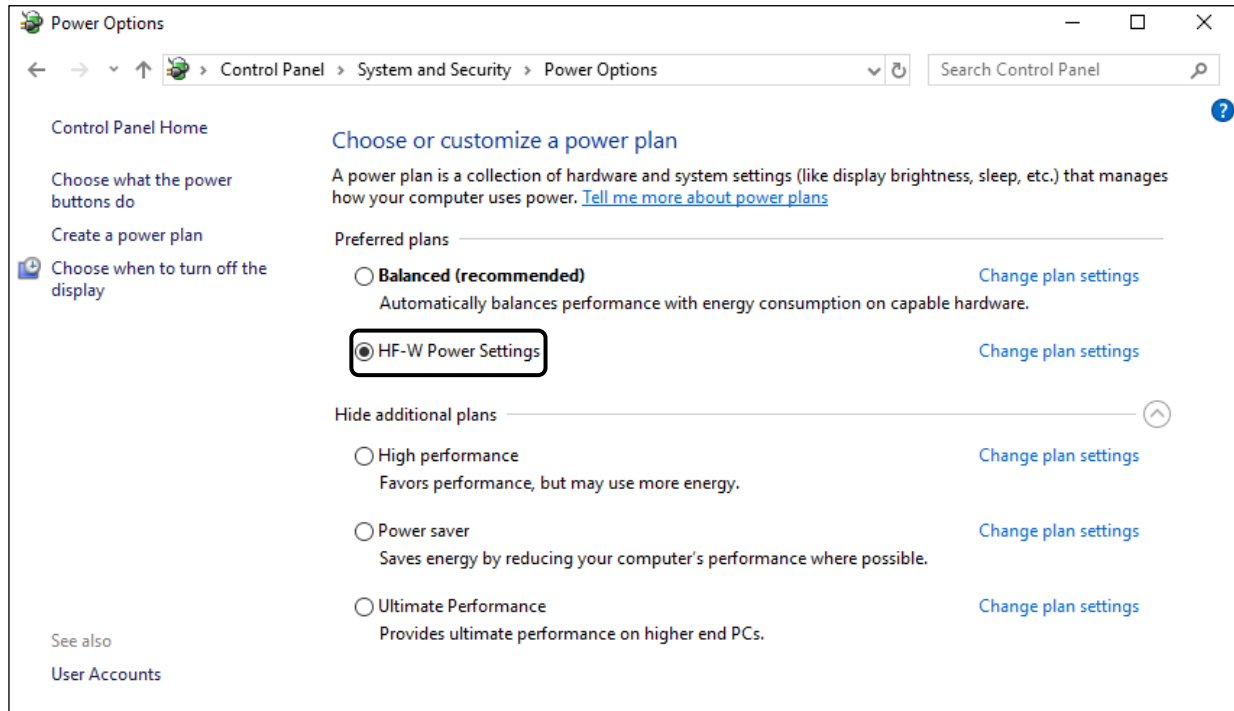 Power Options
Control Panel > System and Security > Power Options
Search Control Panel
?
Control Panel Home
Choose what the power
buttons do
Create a power plan
Choose when to turn off the
display
Choose or customize a power plan
A power plan is a collection of hardware and system settings (like display brightness, sleep, etc.) that manages
how your computer uses power. Tell me more about power plans
Preferred plans
Balanced (recommended) Change plan settings
Automatically balances performance with energy consumption on capable hardware.
HF-W Power Settings Change plan settings
Hide additional plans
High performance Change plan settings
Favors performance, but may use more energy.
Power saver Change plan settings
Saves energy by reducing your computer's performance where possible.
Ultimate Performance Change plan settings
Provides ultimate performance on higher end PCs.
See also
User Accounts